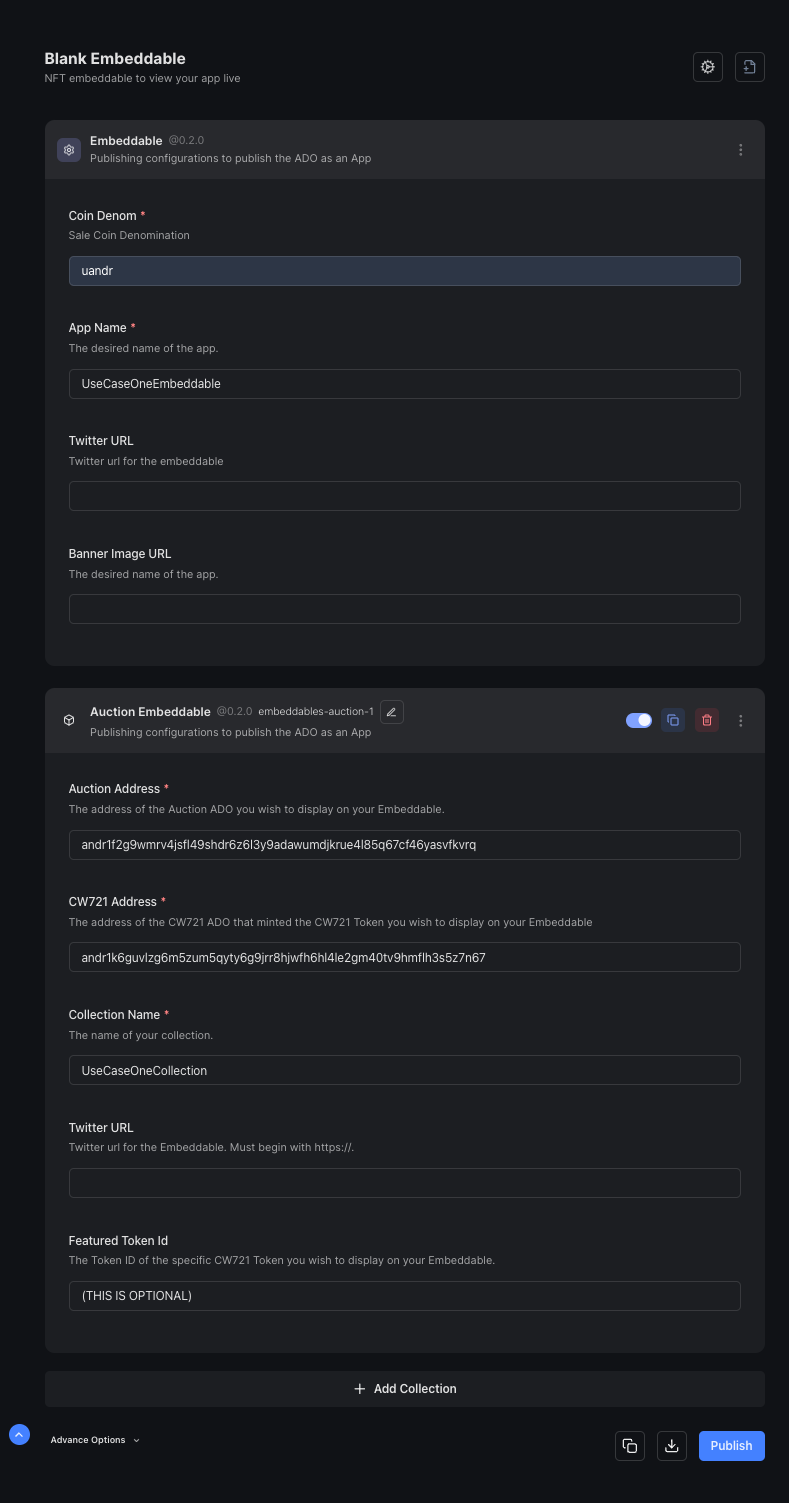 Blank Embeddable
NFT embeddable to view your app live
Embeddable @0.2.0
Publishing configurations to publish the ADO as an App
Coin Denom *
Sale Coin Denomination
uandr
App Name *
The desired name of the app.
UseCaseOneEmbeddable
Twitter URL
Twitter url for the embeddable
Banner Image URL
The desired name of the app.
Auction Embeddable @0.2.0 embeddables-auction-1
Publishing configurations to publish the ADO as an App
Auction Address *
The address of the Auction ADO you wish to display on your Embeddable.
andr1f2g9wmrv4jsfl49shdr6z6l3y9adawumdjkrue4l85q67cf46yasvfkvrq
CW721 Address *
The address of the CW721 ADO that minted the CW721 Token you wish to display on your Embeddable
andr1k6guvlzg6m5zum5qyty6g9jrr8hjwfh6hl4le2gm40tv9hmflh3s5z7n67
Collection Name *
The name of your collection.
UseCaseOneCollection
Twitter URL
Twitter url for the Embeddable. Must begin with https://.
Featured Token Id
The Token ID of the specific CW721 Token you wish to display on your Embeddable.
(THIS IS OPTIONAL)
Add Collection
Advance Options
Publish